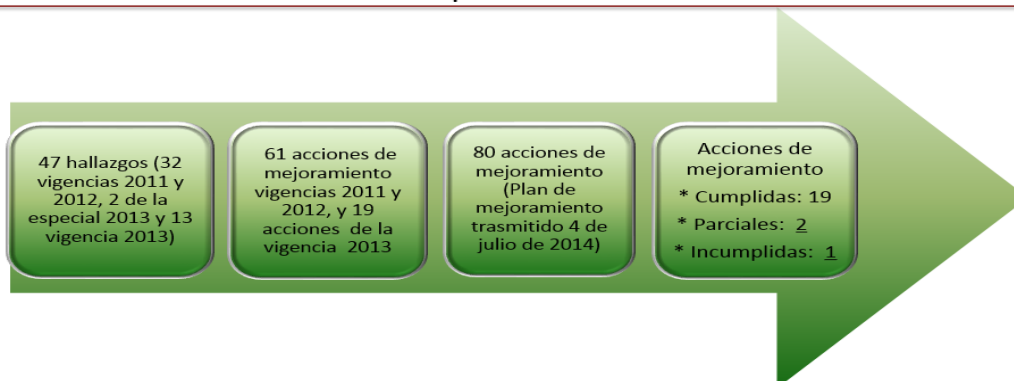 47 hallazgos (32
vigencias 2011 y
2012, 2 de la
especial 2013 y 13
vigencia 2013)
61 acciones de
mejoramiento
vigencias 2011 y
2012, y 19
acciones de la
vigencia 2013
80 acciones de
mejoramiento
(Plan de
mejoramiento
trasmitido 4 de
julio de 2014)
Acciones de
mejoramiento
* Cumplidas: 19
* Parciales: 2
* Incumplidas: 1